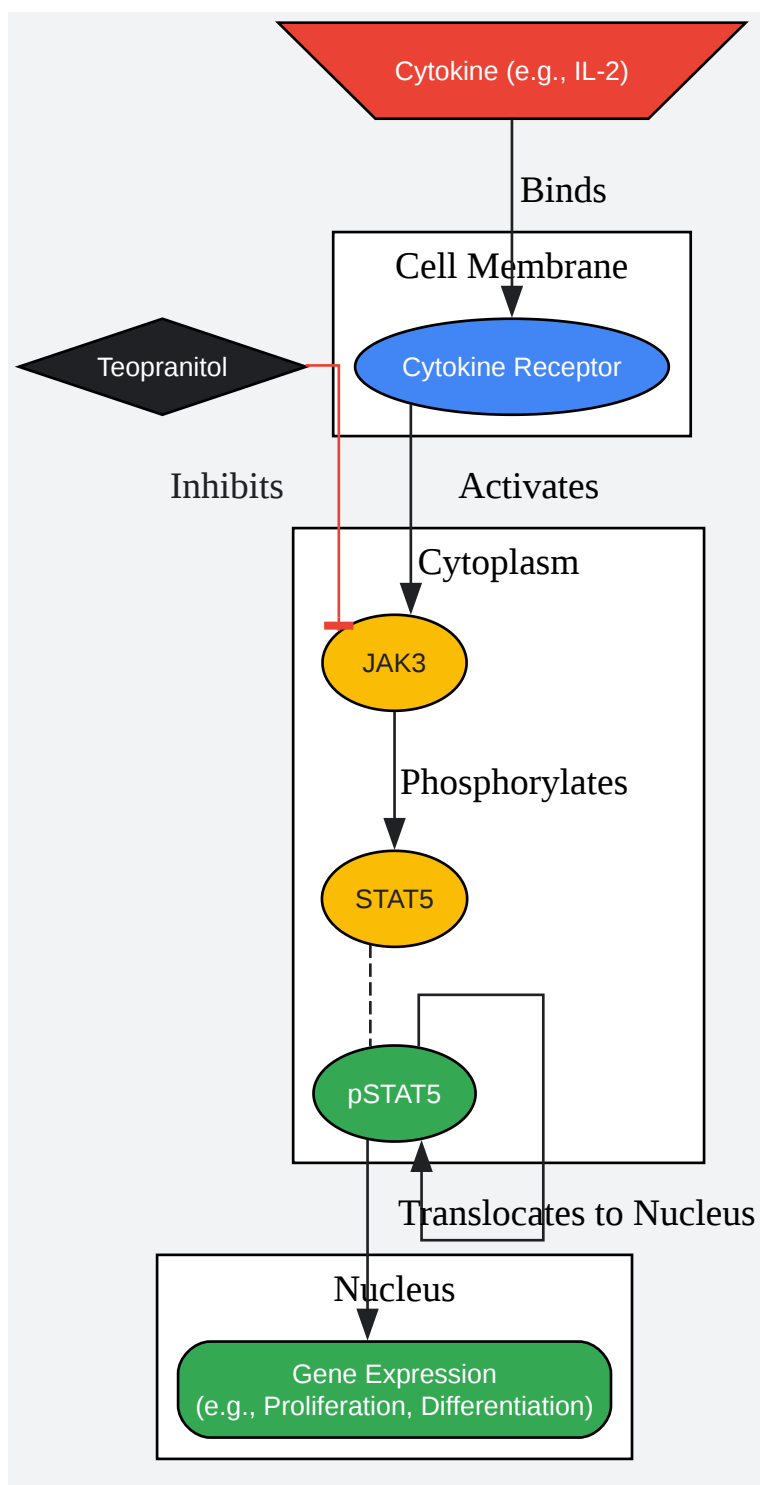 Cytokine (e.g., IL-2)
Binds
Cell Membrane
Teopranitol
Cytokine Receptor
Inhibits
Activates
Cytoplasm
JAK3
Phosphorylates
STAT5
pSTAT5
Translocates to Nucleus
Nucleus
Gene Expression
(e.g., Proliferation, Differentiation)